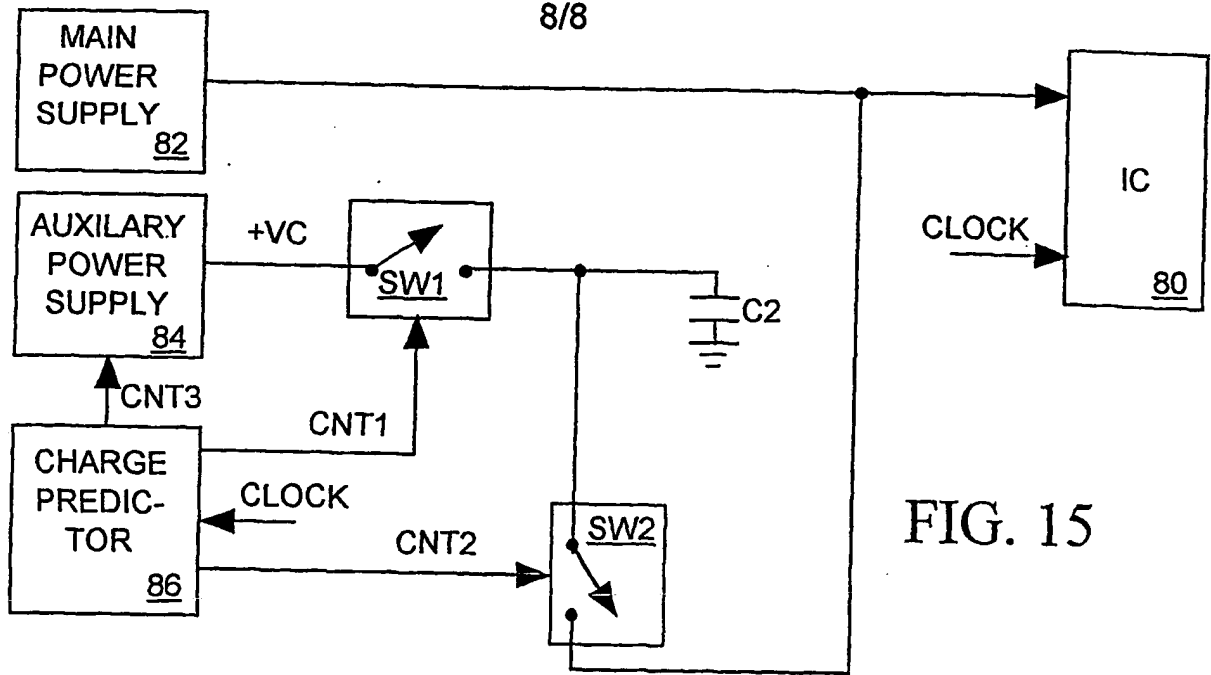 8/8
MAIN
POWER
SUPPLY
82
AUXILARY
POWER
SUPPLY
84
+VC
SW1
C2
IC
CLOCK
80
CNT3
CNT1
CHARGE
PREDIC-
TOR
86
CLOCK
CNT2
SW2
FIG. 15